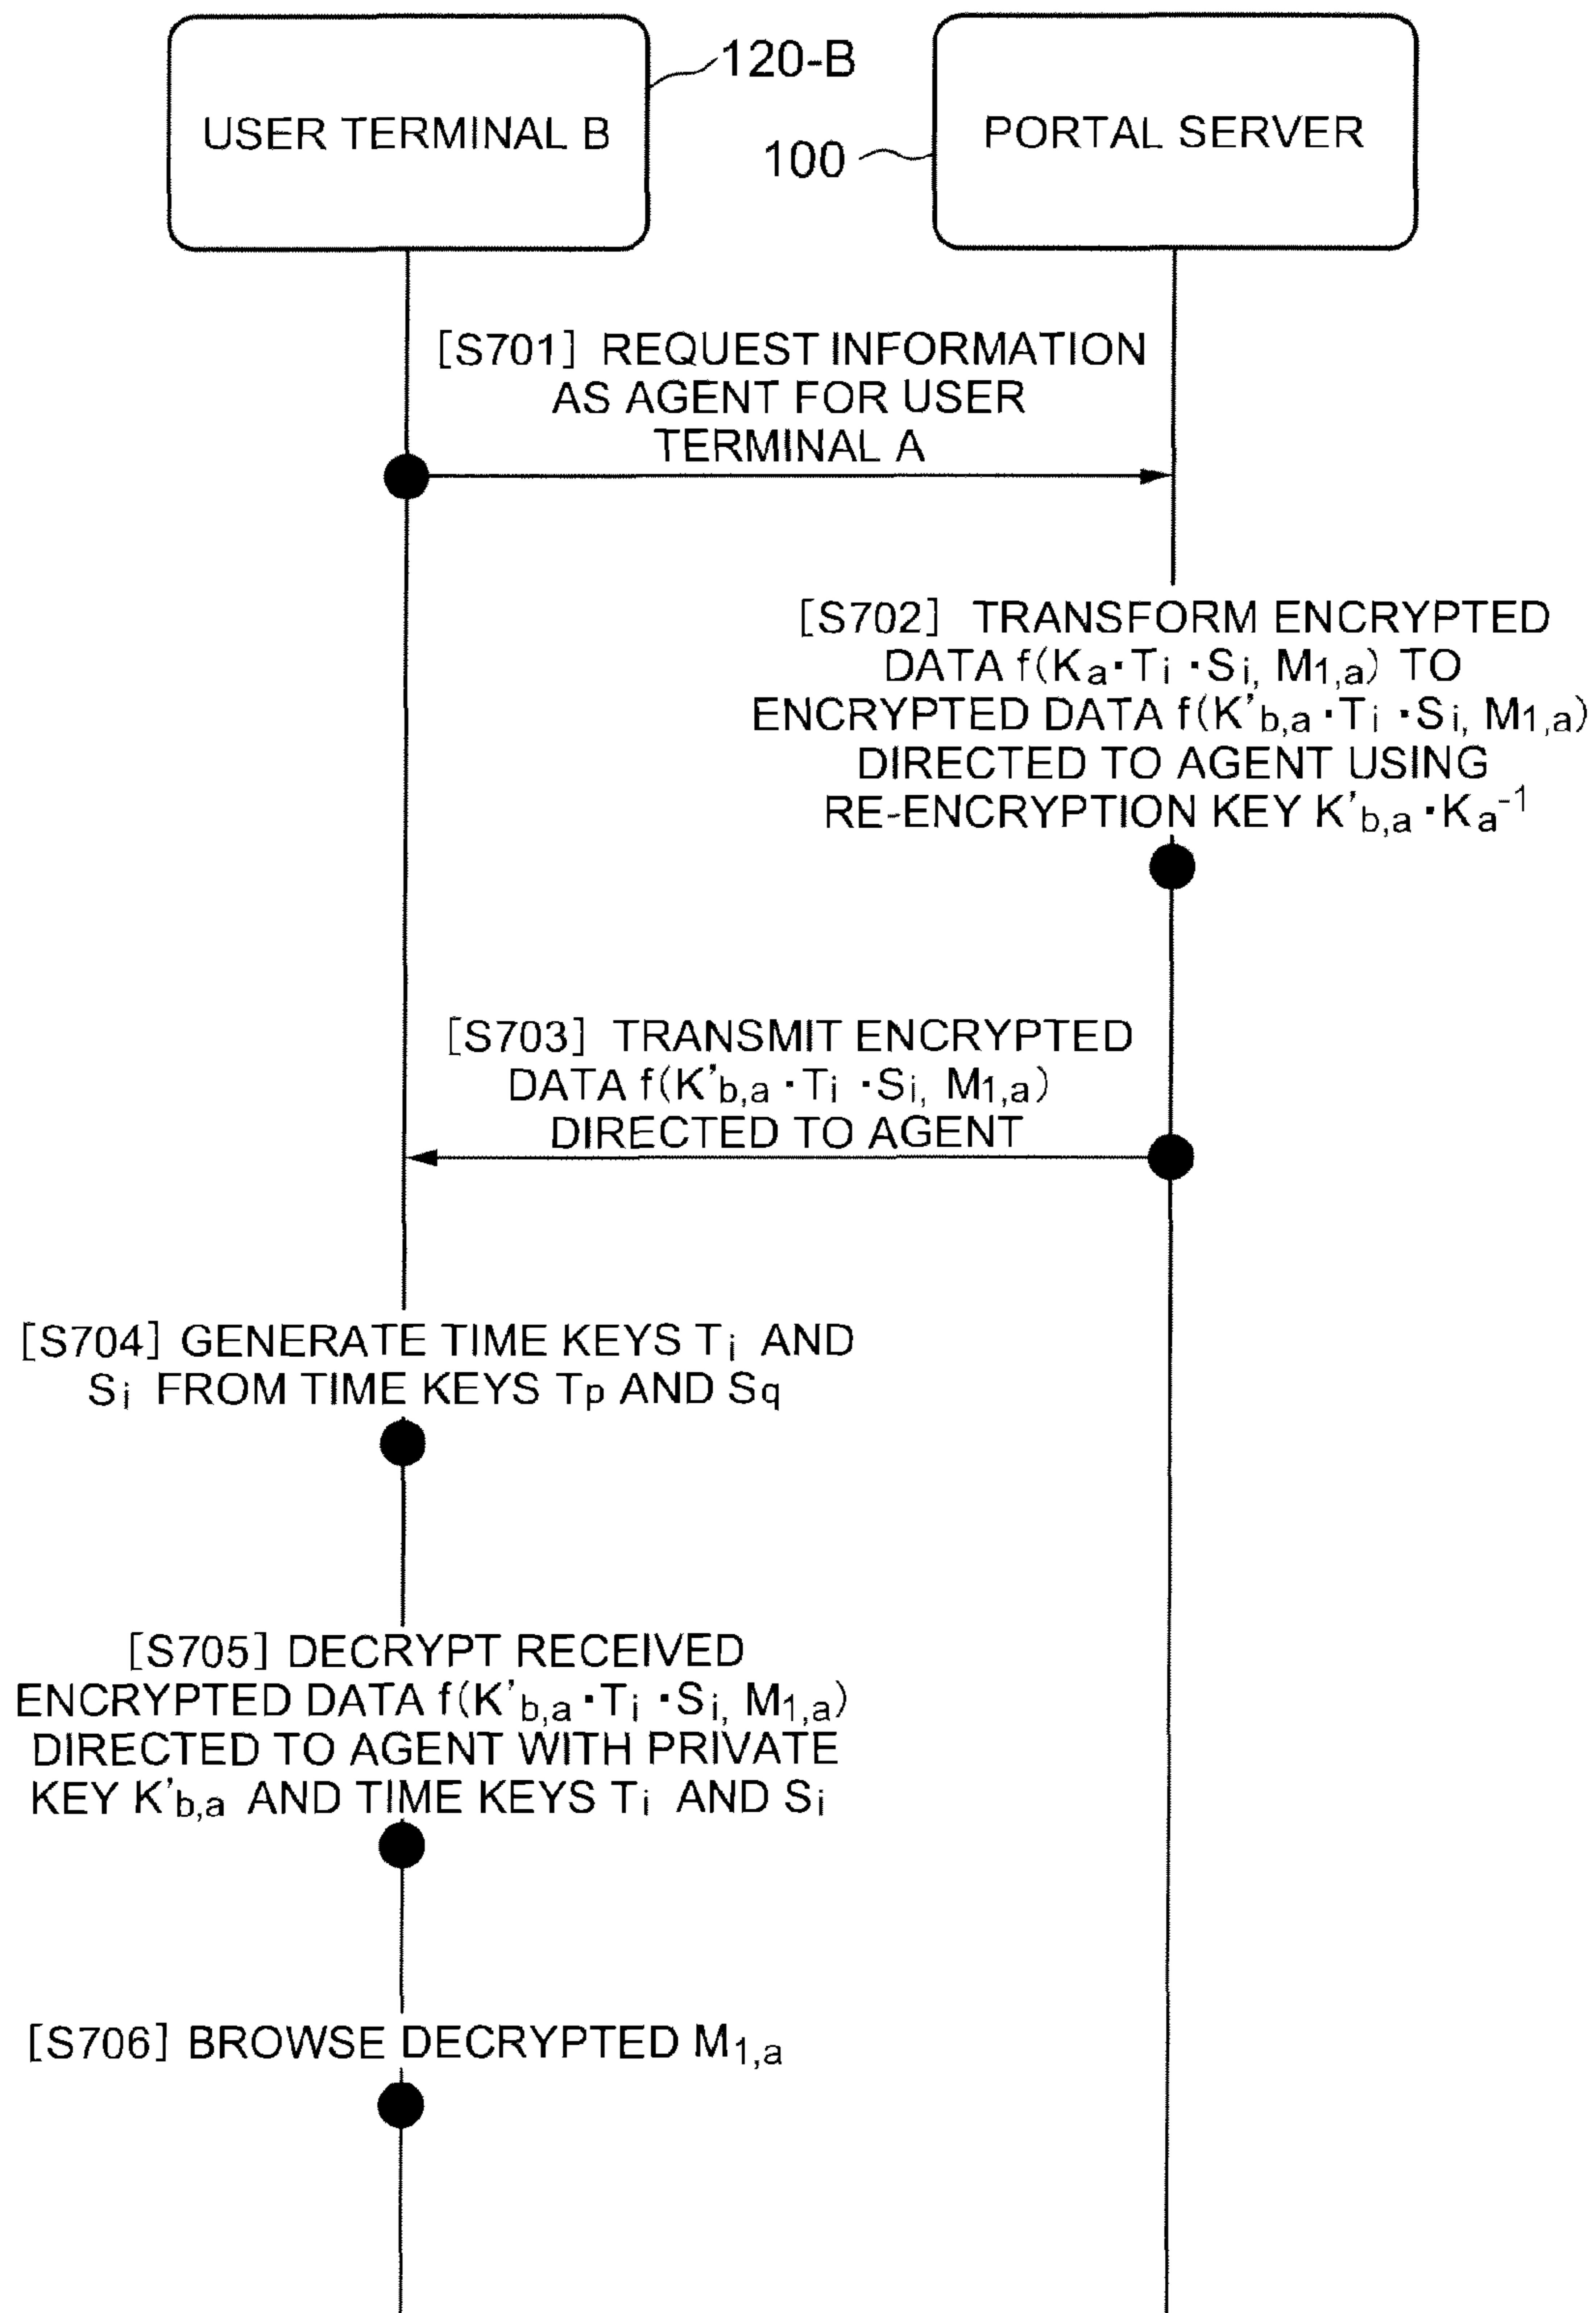 USER TERMINAL B
120-B
PORTAL SERVER
100
[S701] REQUEST INFORMATION
AS AGENT FOR USER
TERMINAL A
[S702] TRANSFORM ENCRYPTED
DATA f(Ka·Ti·Si, M1,a) TO
ENCRYPTED DATA f(K'b,a·Ti·Si, M1,a)
DIRECTED TO AGENT USING
RE-ENCRYPTION KEY K'b,a·Ka-1
[S703] TRANSMIT ENCRYPTED
DATA f(K'b,a·Ti·Si, M1,a)
DIRECTED TO AGENT
[S704] GENERATE TIME KEYS Ti AND
Si FROM TIME KEYS Tp AND Sq
[S705] DECRYPT RECEIVED
ENCRYPTED DATA f(K'b,a·Ti·Si, M1,a)
DIRECTED TO AGENT WITH PRIVATE
KEY K'b,a AND TIME KEYS Ti AND Si
[S706] BROWSE DECRYPTED M1,a